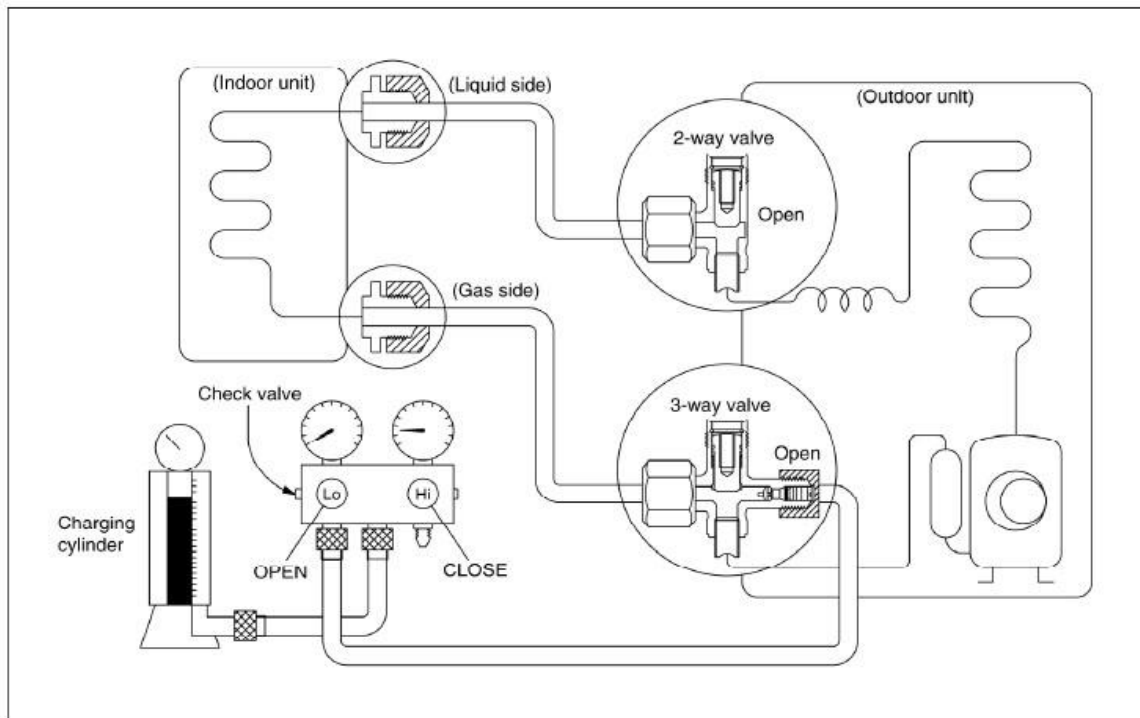 (Indoor unit)
(Liquid side)
(Outdoor unit)
2-way valve
Open
(Gas side)
Check valve
3-way valve
Open
Lo
Hi
Charging
cylinder
OPEN
CLOSE